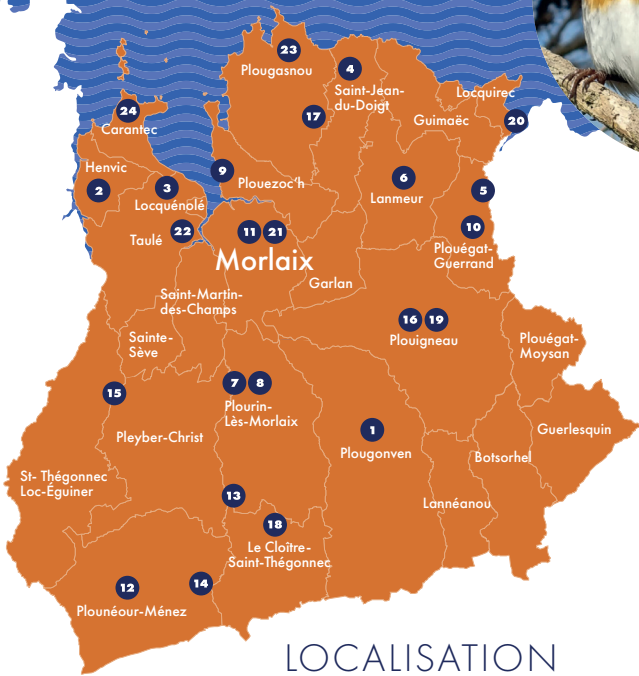 23
Plougasnou
4
Saint-Jean-
du-Doigt
Locquirec
Guimaëc
20
24
Carantec
17
Henvic
2
3
Locquénolé
9
Plouezoc'h
6
Lanmeur
5
Taulé
22
11 21
Morlaix
10
Plouégat-
Guerrand
Garlan
Saint-Martin-
des-Champs
16 19
Plouigneau
Sainte-
Sève
Plouégat-
Moysan
15
7 8
Plourin-
Lès-Morlaix
Pleyber-Christ
1
Plougonven
Guerlesquin
Botsorhel
St- Thégonnec
Loc-Éguiner
13
Lannéanou
18
Le Cloître-
Saint-Thégonnec
12
14
Plounéour-Ménez
LOCALISATION